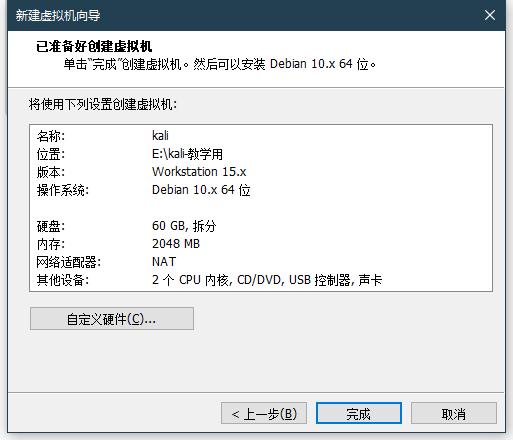 新建虚拟机向导
已准备好创建虚拟机
单击“完成”创建虚拟机。然后可以安装 Debian 10.x 64 位。
将使用下列设置创建虚拟机:
名称: kali
位置: E:\kali-教学用
版本: Workstation 15.x
操作系统: Debian 10.x 64 位
硬盘: 60 GB, 拆分
内存: 2048 MB
网络适配器: NAT
其他设备: 2 个 CPU 内核, CD/DVD, USB 控制器, 声卡
自定义硬件(C)...
< 上一步(B) 完成 取消